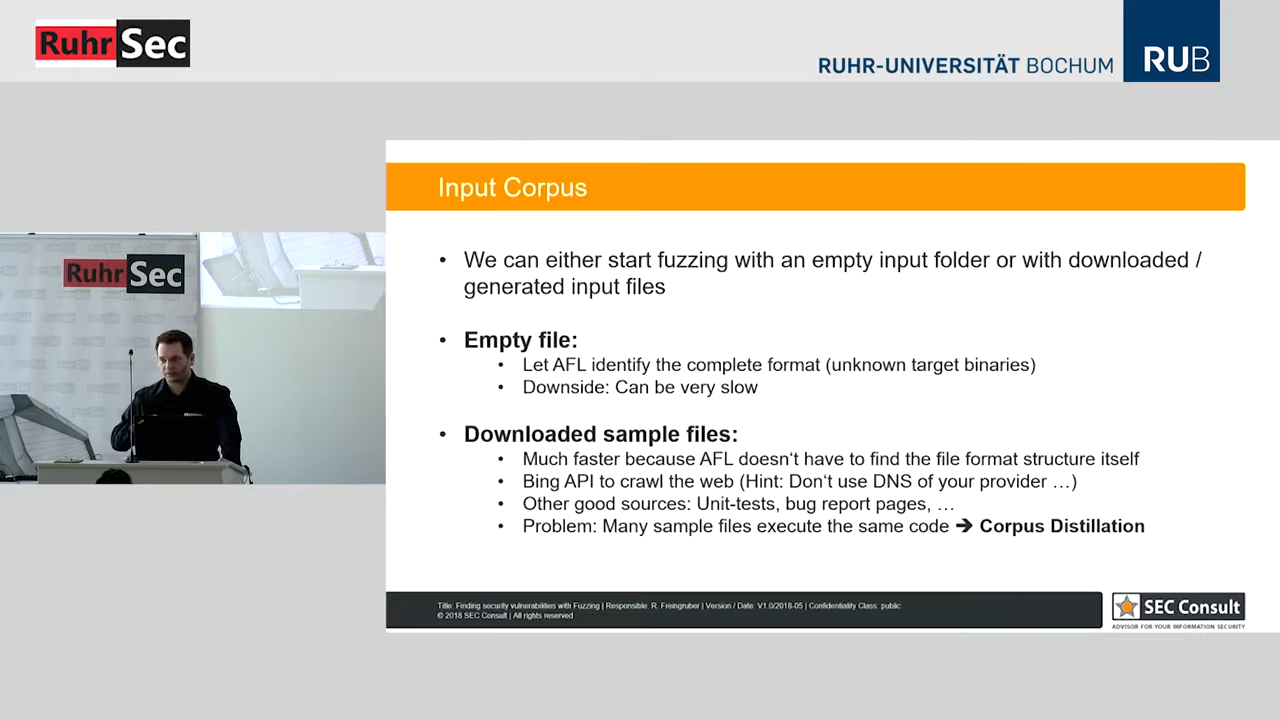 RuhrSec
RUHR-UNIVERSITÄT BOCHUM
RUB
RuhrSec
Input Corpus
• We can either start fuzzing with an empty input folder or with downloaded /
generated input files
• Empty file:
• Let AFL identify the complete format (unknown target binaries)
• Downside: Can be very slow
• Downloaded sample files:
• Much faster because AFL doesn‘t have to find the file format structure itself
• Bing API to crawl the web (Hint: Don‘t use DNS of your provider …)
• Other good sources: Unit-tests, bug report pages, …
• Problem: Many sample files execute the same code ➔ Corpus Distillation
Title: Finding security vulnerabilities with Fuzzing | Responsible: R. Freingruber | Version / Date: V1.0/2018-05 | Confidentiality Class: public
© 2018 SEC Consult | All rights reserved
SEC Consult
ADVISOR FOR YOUR INFORMATION SECURITY